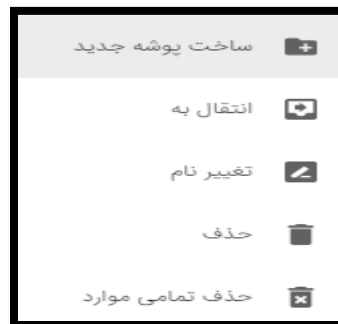 ساخت پوشه جدید
انتقال به
تغییر نام
حذف
حذف تمامی موارد